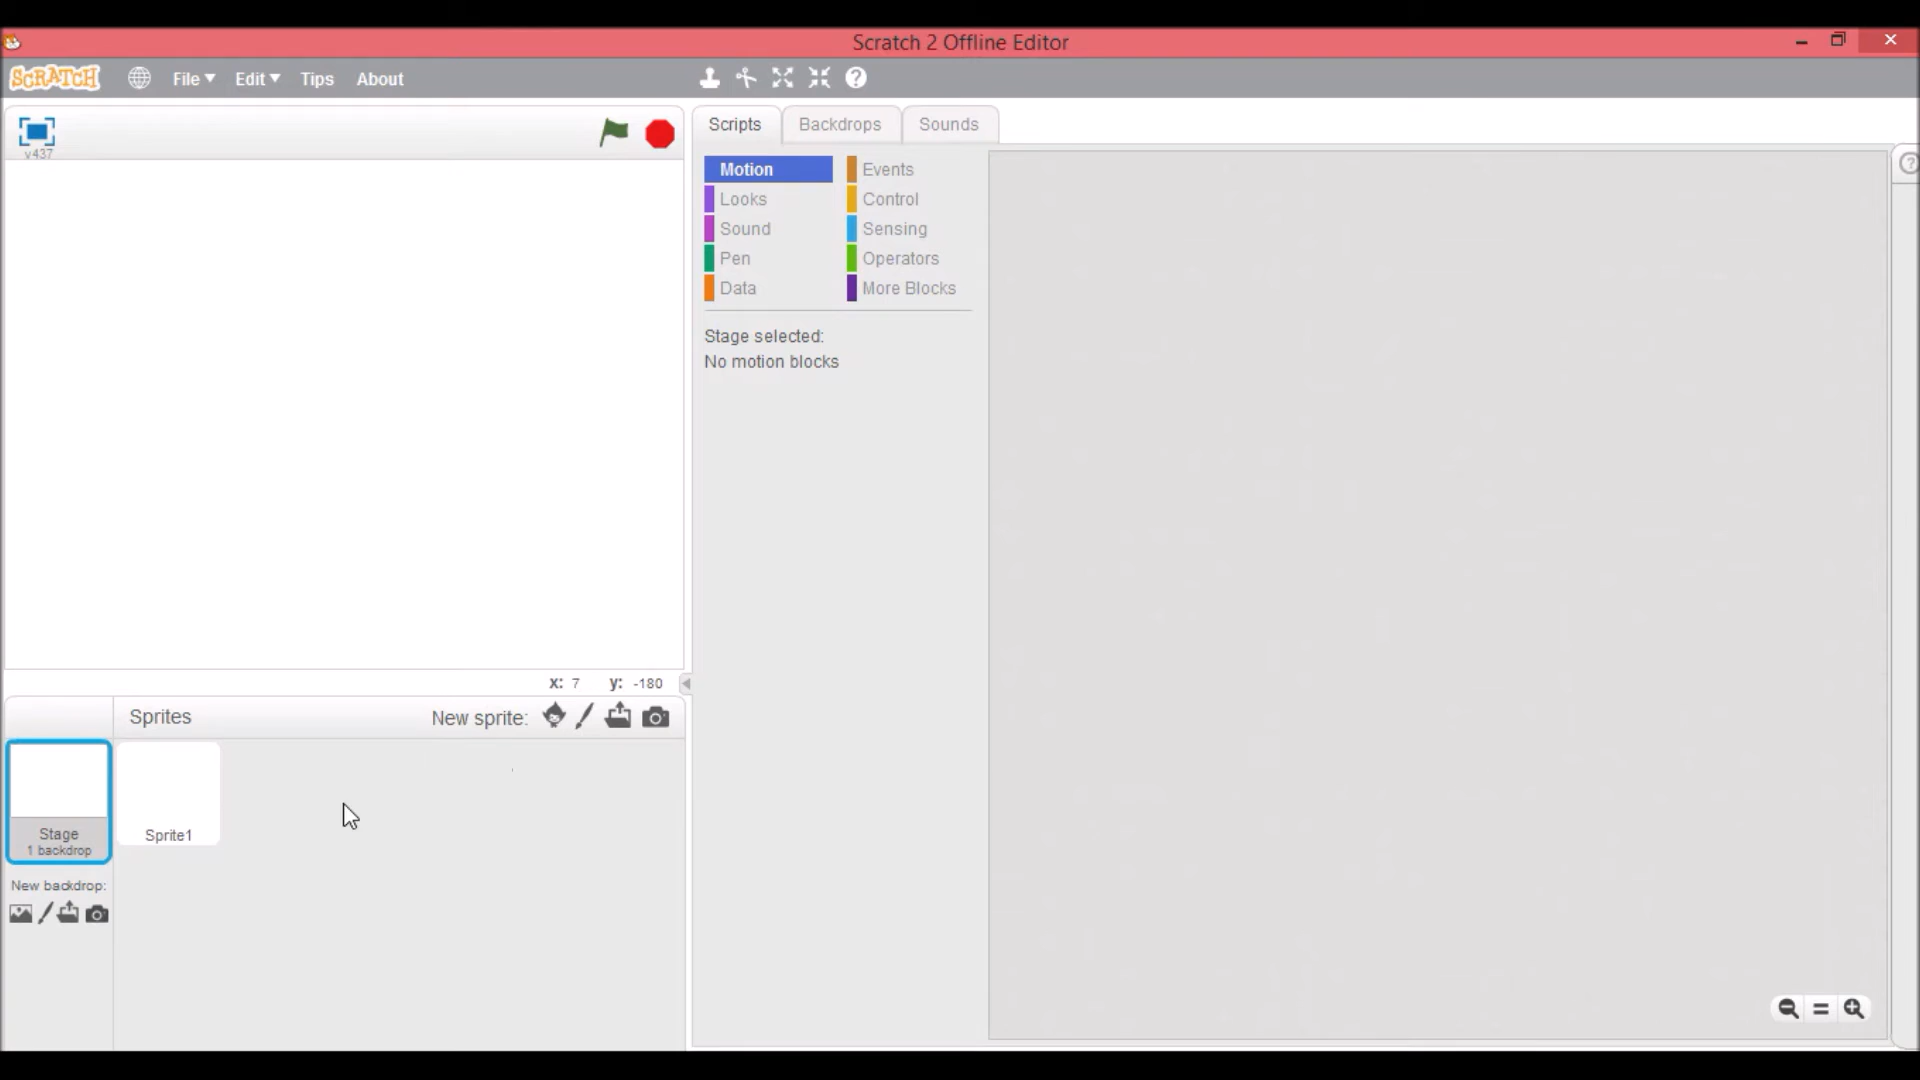 Scratch 2 Offline Editor
SCRATCH File Edit Tips About
v437
Scripts Backdrops Sounds
Motion Events
Looks Control
Sound Sensing
Pen Operators
Data More Blocks
Stage selected:
No motion blocks
x: 7 y: -180
Sprites New sprite:
Stage
1 backdrop
Sprite1
New backdrop: